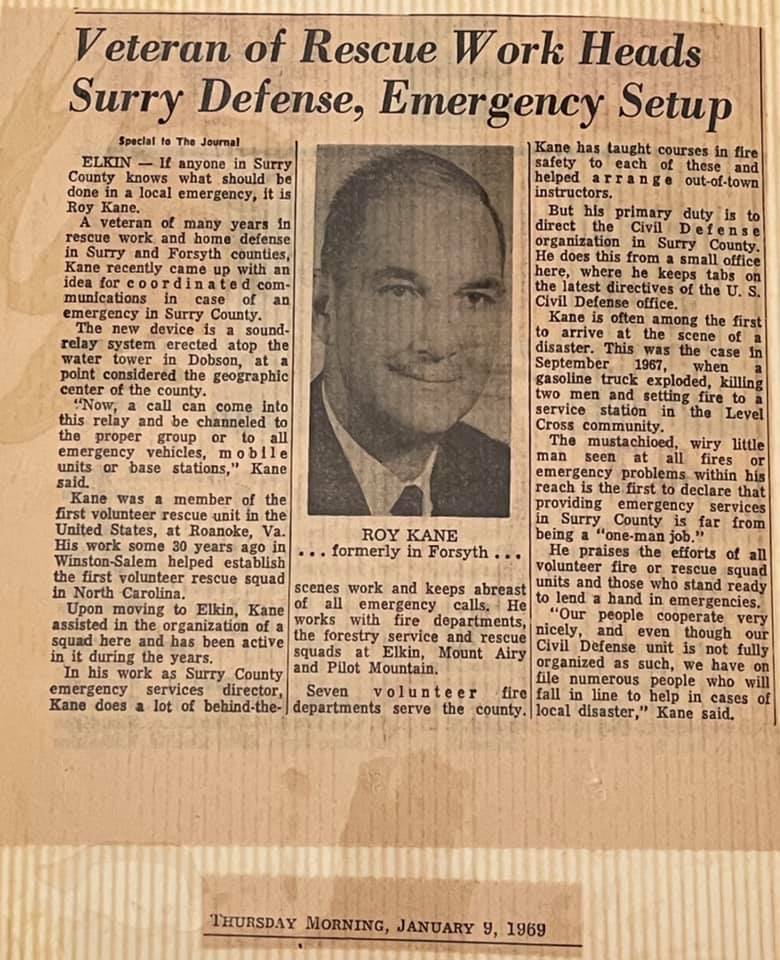 Veteran of Rescue Work Heads
Surry Defense, Emergency Setup
Special to The Journal
ELKIN — If anyone in Surry
County knows what should be
done in a local emergency, it is
Roy Kane.
A veteran of many years in
rescue work and home defense
in Surry and Forsyth counties,
Kane recently came up with an
idea for coordinated com-
munications in case of an
emergency in Surry County.
The new device is a sound-
relay system erected atop the
water tower in Dobson, at a
point considered the geographic
center of the county.
"Now, a call can come into
this relay and be channeled to
the proper group or to all
emergency vehicles, mobile
units or base stations," Kane
said.
Kane was a member of the
first volunteer rescue unit in the
United States, at Roanoke, Va.
His work some 30 years ago in
Winston-Salem helped establish
the first volunteer rescue squad
in North Carolina.
Upon moving to Elkin, Kane
assisted in the organization of a
squad here and has been active
in it during the years.
In his work as Surry County
emergency services director,
Kane does a lot of behind-the-
ROY KANE
... formerly in Forsyth ...
scenes work and keeps abreast
of all emergency calls. He
works with fire departments,
the forestry service and rescue
squads at Elkin, Mount Airy
and Pilot Mountain.
Seven volunteer fire
departments serve the county.
Kane has taught courses in fire
safety to each of these and
helped arrange out-of-town
instructors.
But his primary duty is to
direct the Civil Defense
organization in Surry County.
He does this from a small office
here, where he keeps tabs on
the latest directives of the U. S.
Civil Defense office.
Kane is often among the first
to arrive at the scene of a
disaster. This was the case in
September 1967, when a
gasoline truck exploded, killing
two men and setting fire to a
service station in the Level
Cross community.
The mustachioed, wiry little
man seen at all fires or
emergency problems within his
reach is the first to declare that
providing emergency services
in Surry County is far from
being a "one-man job."
He praises the efforts of all
volunteer fire or rescue squad
units and those who stand ready
to lend a hand in emergencies.
"Our people cooperate very
nicely, and even though our
Civil Defense unit is not fully
organized as such, we have on
file numerous people who will
fall in line to help in cases of
local disaster," Kane said.
THURSDAY MORNING, JANUARY 9, 1969